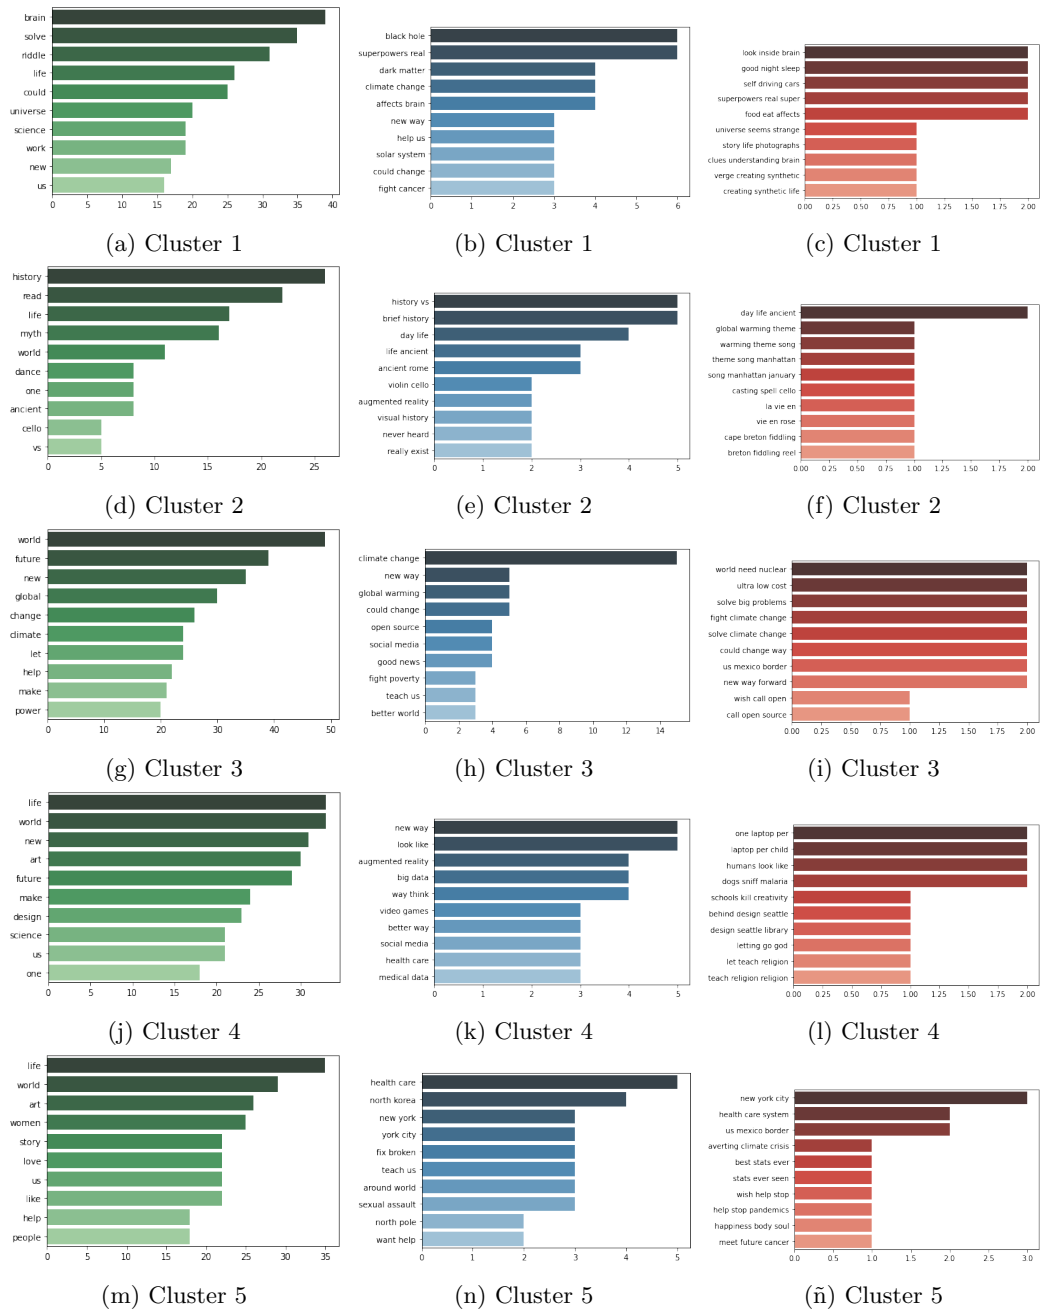 brain
solve
riddle
life
could
universe
science
work
new
us
0 5 10 15 20 25 30 35 40
(a) Cluster 1
black hole
superpowers real
dark matter
climate change
affects brain
new way
help us
solar system
could change
fight cancer
0 1 2 3 4 5 6
(b) Cluster 1
look inside brain
good night sleep
self driving cars
superpowers real super
food eat affects
universe seems strange
story life photographs
clues understanding brain
verge creating synthetic
creating synthetic life
0.00 0.25 0.50 0.75 1.00 1.25 1.50 1.75 2.00
(c) Cluster 1
history
read
life
myth
world
dance
one
ancient
cello
vs
0 5 10 15 20 25
(d) Cluster 2
history vs
brief history
day life
life ancient
ancient rome
violin cello
augmented reality
visual history
never heard
really exist
0 1 2 3 4 5
(e) Cluster 2
day life ancient
global warming theme
warming theme song
theme song manhattan
song manhattan january
casting spell cello
la vie en
vie en rose
cape breton fiddling
breton fiddling reel
0.00 0.25 0.50 0.75 1.00 1.25 1.50 1.75 2.00
(f) Cluster 2
world
future
new
global
change
climate
let
help
make
power
0 10 20 30 40 50
(g) Cluster 3
climate change
new way
global warming
could change
open source
social media
good news
fight poverty
teach us
better world
0 2 4 6 8 10 12 14
(h) Cluster 3
world need nuclear
ultra low cost
solve big problems
fight climate change
solve climate change
could change way
us mexico border
new way forward
wish call open
call open source
0.00 0.25 0.50 0.75 1.00 1.25 1.50 1.75 2.00
(i) Cluster 3
life
world
new
art
future
make
design
science
us
one
0 5 10 15 20 25 30
(j) Cluster 4
new way
look like
augmented reality
big data
way think
video games
better way
social media
health care
medical data
0 1 2 3 4 5
(k) Cluster 4
one laptop per
laptop per child
humans look like
dogs sniff malaria
schools kill creativity
behind design seattle
design seattle library
letting go god
let teach religion
teach religion religion
0.00 0.25 0.50 0.75 1.00 1.25 1.50 1.75 2.00
(l) Cluster 4
life
world
art
women
story
love
us
like
help
people
0 5 10 15 20 25 30 35
(m) Cluster 5
health care
north korea
new york
york city
fix broken
teach us
around world
sexual assault
north pole
want help
0 1 2 3 4 5
(n) Cluster 5
new york city
health care system
us mexico border
averting climate crisis
best stats ever
stats ever seen
wish help stop
help stop pandemics
happiness body soul
meet future cancer
0.0 0.5 1.0 1.5 2.0 2.5 3.0
(ñ) Cluster 5